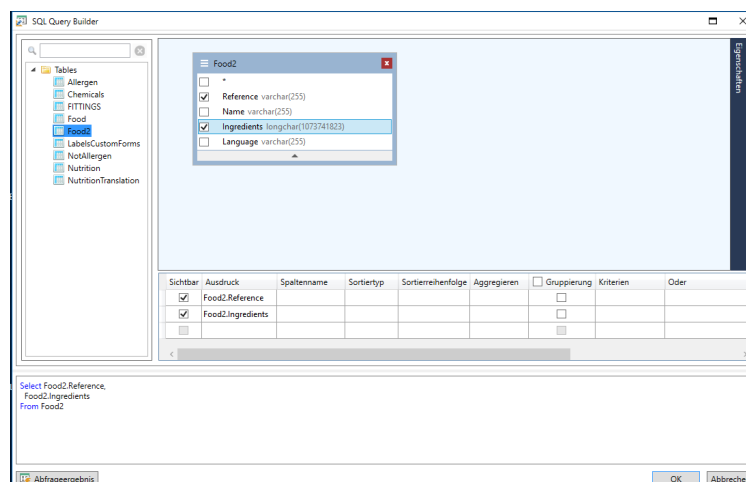 SQL Query Builder
Tables
Allergen
Chemicals
FITTINGS
Food
Food2
LabelsCustomForms
NotAllergen
Nutrition
NutritionTranslation
Food2
*
Reference varchar(255)
Name varchar(255)
Ingredients longchar(1073741823)
Language varchar(255)
Eigenschaften
Sichtbar Ausdruck Spaltenname Sortiertyp Sortierreihenfolge Aggregieren Gruppierung Kriterien Oder
Food2.Reference
Food2.Ingredients
Select Food2.Reference,
Food2.Ingredients
From Food2
Abfrageergebnis OK Abbreche